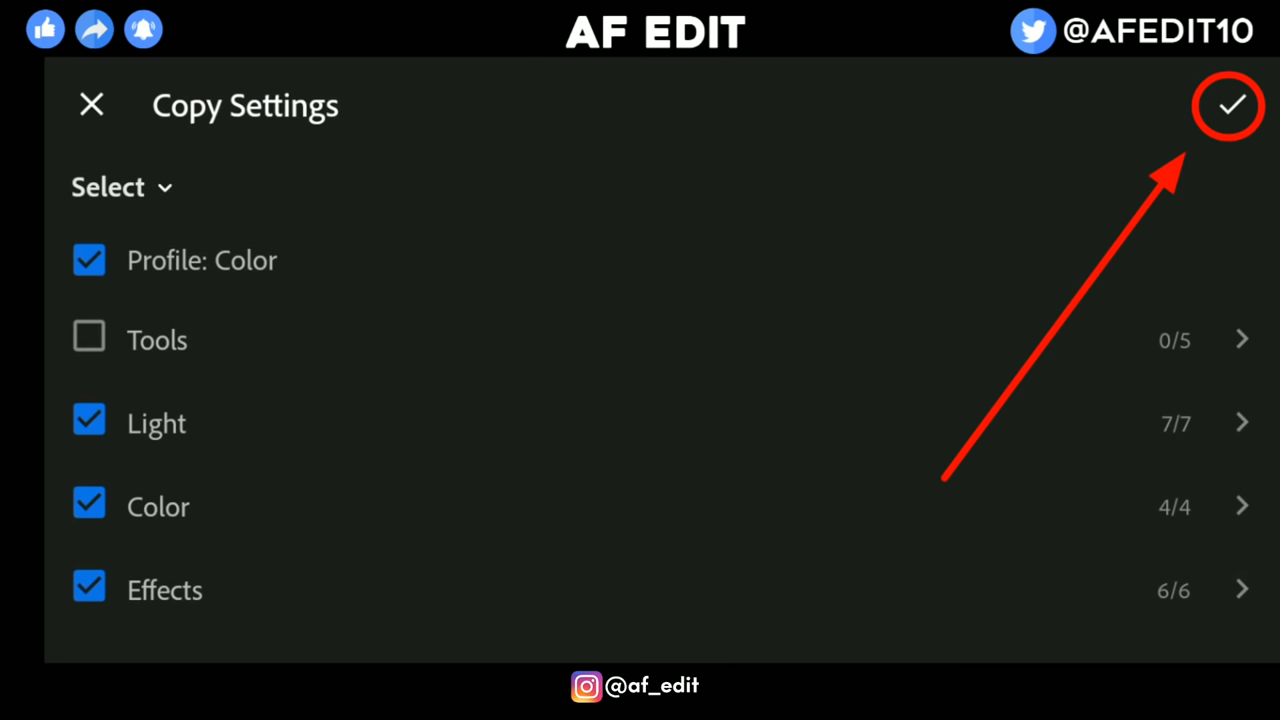 AF EDIT
@AFEDIT10
Copy Settings
Select
Profile: Color
Tools 0/5
Light 7/7
Color 4/4
Effects 6/6
@af_edit